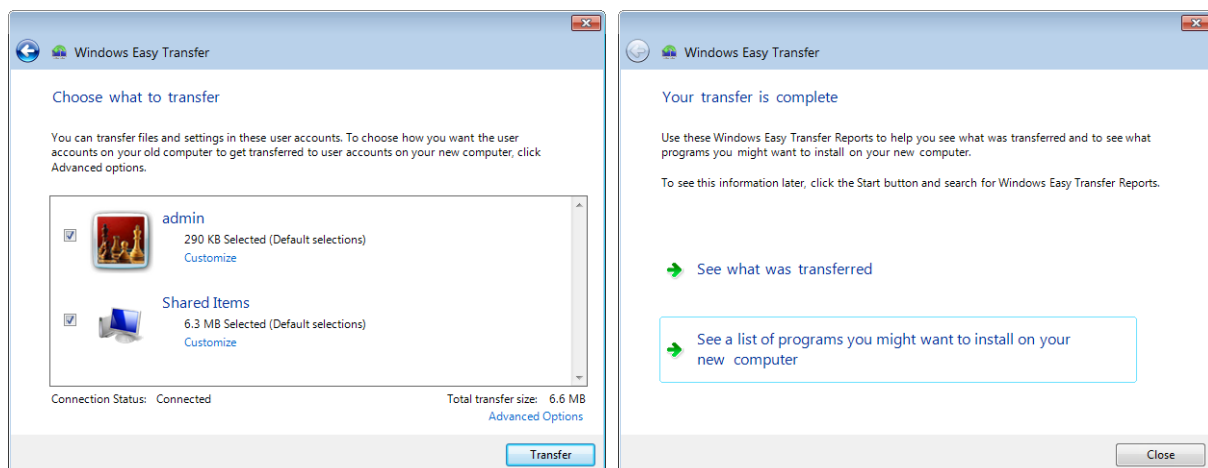 Windows Easy Transfer
Choose what to transfer
You can transfer files and settings in these user accounts. To choose how you want the user
accounts on your old computer to get transferred to user accounts on your new computer, click
Advanced options.
admin
290 KB Selected (Default selections)
Customize
Shared Items
6.3 MB Selected (Default selections)
Customize
Connection Status: Connected
Total transfer size: 6.6 MB
Advanced Options
Transfer
Windows Easy Transfer
Your transfer is complete
Use these Windows Easy Transfer Reports to help you see what was transferred and to see what
programs you might want to install on your new computer.
To see this information later, click the Start button and search for Windows Easy Transfer Reports.
See what was transferred
See a list of programs you might want to install on your
new computer
Close